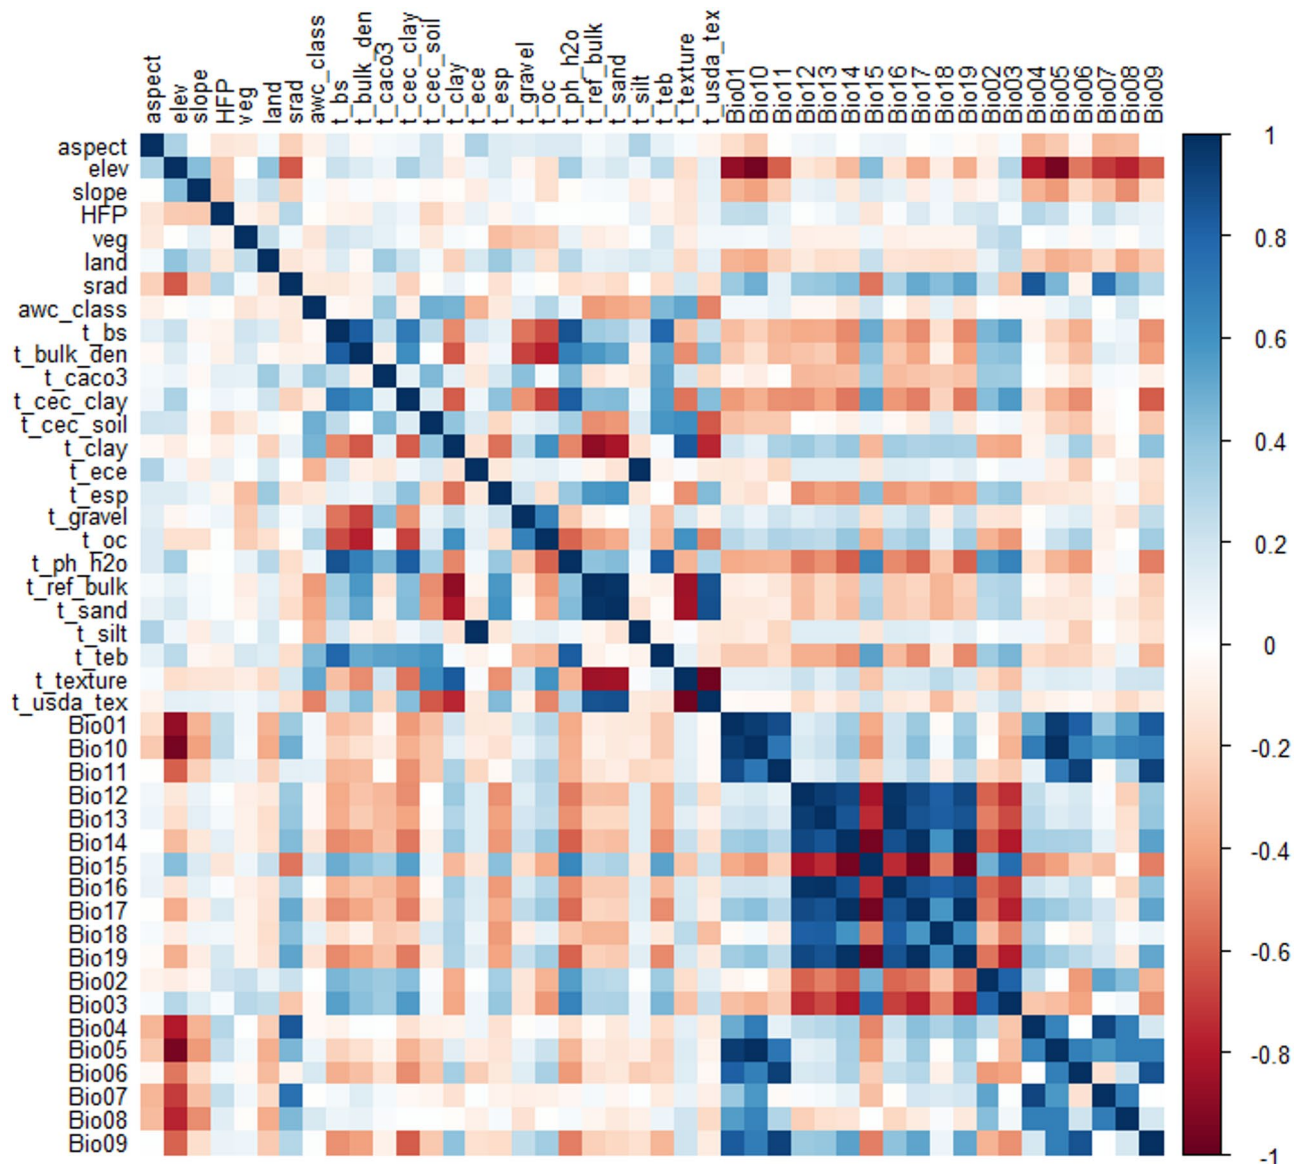 aspect
elev
slope
HFP
veg
land
srad
awc_class
t_bs
t_bulk_den
t_caco3
t_cec_clay
t_cec_soil
t_clay
t_ece
t_esp
t_gravel
t_oc
t_ph_h2o
t_ref_bulk
t_sand
t_silt
t_teb
t_texture
t_usda_tex
Bio01
Bio10
Bio11
Bio12
Bio13
Bio14
Bio15
Bio16
Bio17
Bio18
Bio19
Bio02
Bio03
Bio04
Bio05
Bio06
Bio07
Bio08
Bio09
aspect
elev
slope
HFP
veg
land
srad
awc_class
t_bs
t_bulk_den
t_caco3
t_cec_clay
t_cec_soil
t_clay
t_ece
t_esp
t_gravel
t_oc
t_ph_h2o
t_ref_bulk
t_sand
t_silt
t_teb
t_texture
t_usda_tex
Bio01
Bio10
Bio11
Bio12
Bio13
Bio14
Bio15
Bio16
Bio17
Bio18
Bio19
Bio02
Bio03
Bio04
Bio05
Bio06
Bio07
Bio08
Bio09
1
0.8
0.6
0.4
0.2
0
-0.2
-0.4
-0.6
-0.8
-1